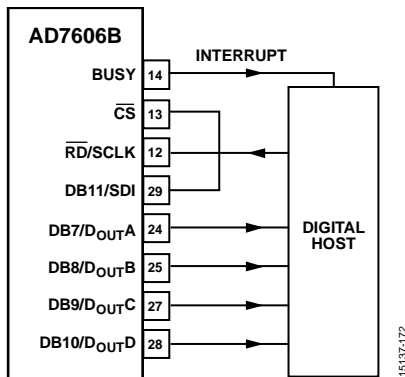 AD7606B
INTERRUPT
BUSY 14
CS 13
RD/SCLK 12
DB11/SDI 29
DB7/DOUTA 24
DB8/DOUTB 25
DB9/DOUTC 27
DB10/DOUTD 28
DIGITAL
HOST
15137-172